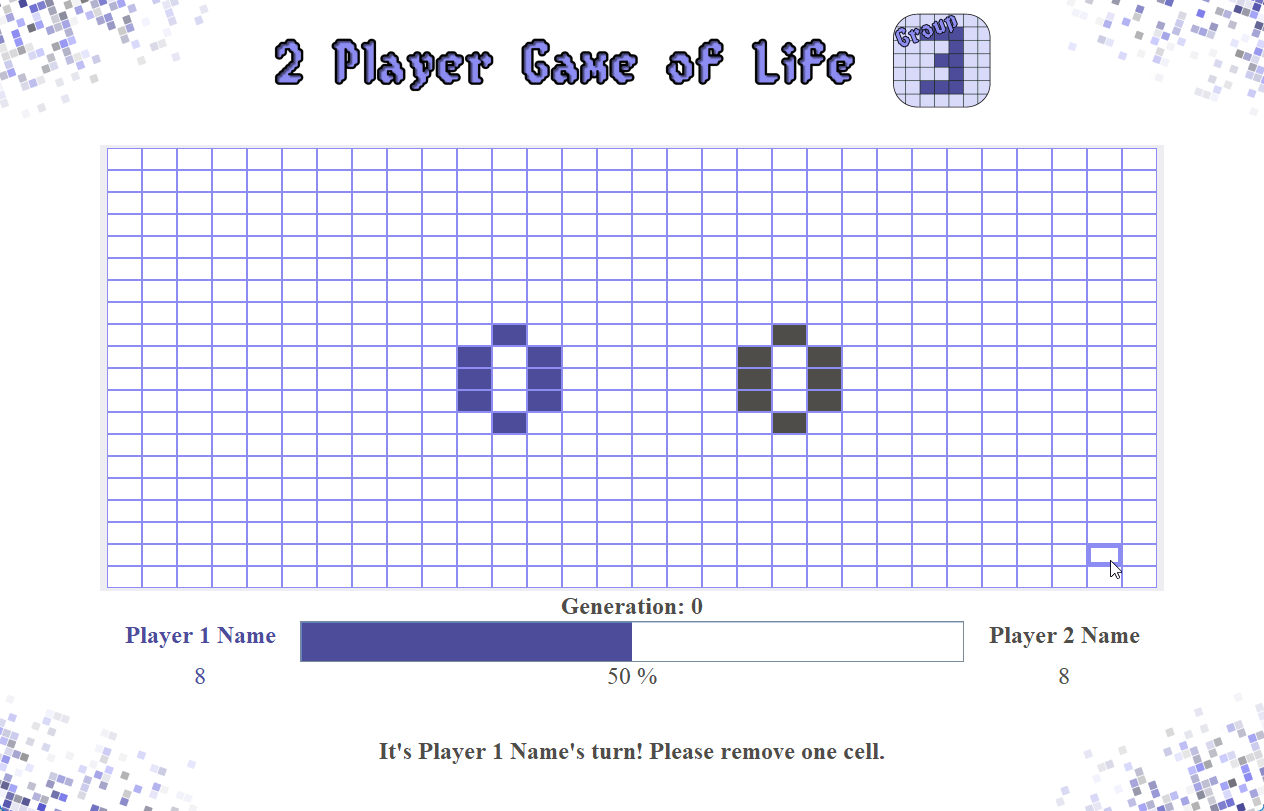 2 Player Game of Life
Group
Generation: 0
Player 1 Name
Player 2 Name
8
50 %
8
It's Player 1 Name's turn! Please remove one cell.